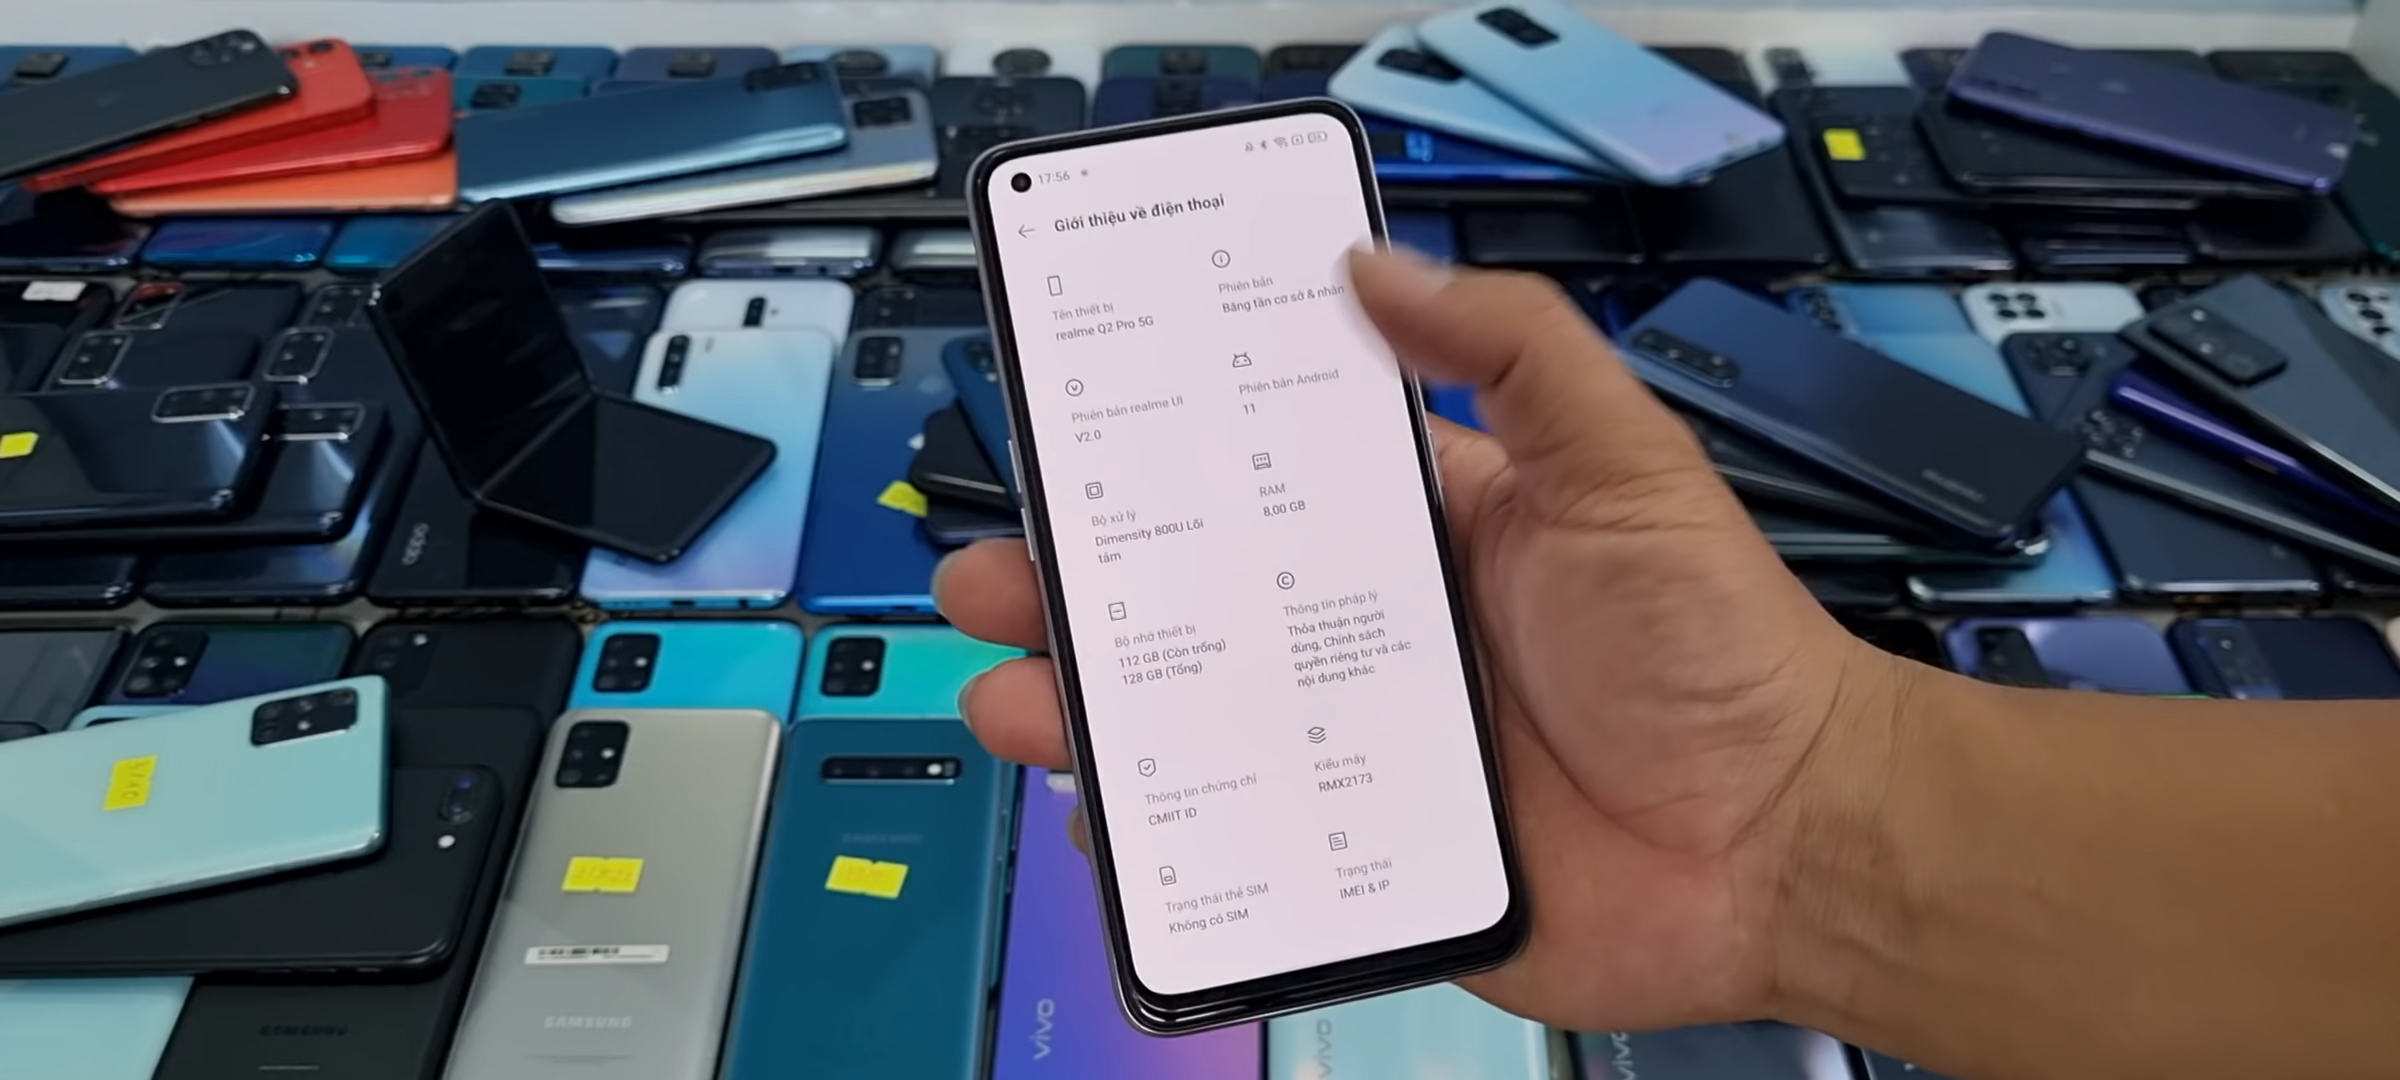 17:56
Giới thiệu về điện thoại
Tên thiết bị
realme Q2 Pro 5G
Phiên bản
Băng tần cơ sở & nhân
Phiên bản realme UI
V2.0
Phiên bản Android
11
Bộ xử lý
Dimensity 800U Lõi
tám
RAM
8,00 GB
Bộ nhớ thiết bị
112 GB (Còn trống)
128 GB (Tổng)
Thông tin pháp lý
Thỏa thuận người
dùng, Chính sách
quyền riêng tư và các
nội dung khác
Thông tin chứng chỉ
CMIIT ID
Kiểu máy
RMX2173
Trạng thái thẻ SIM
Không có SIM
Trạng thái
IMEI & IP
oppo
SAMSUNG
SAMSUNG
SAMSUNG
vivo
vivo
vivo